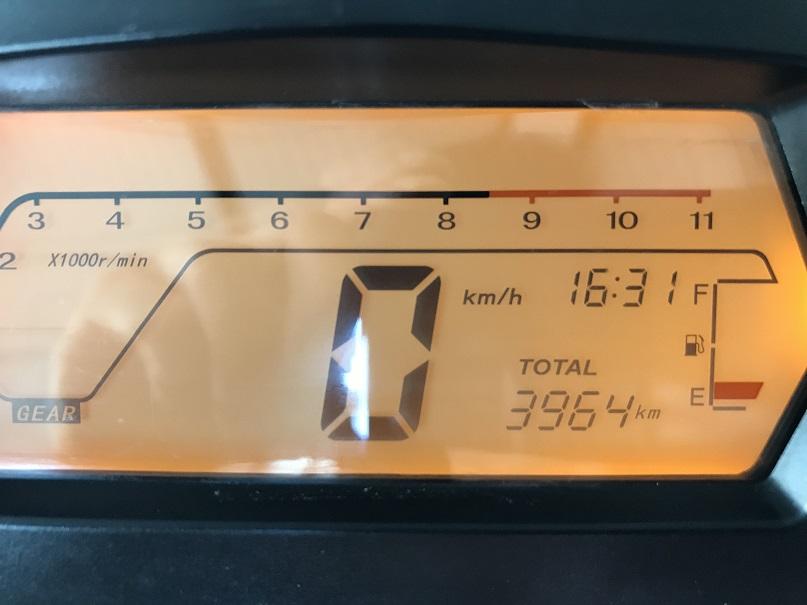 3 4 5 6 7 8 9 10 11
2 X1000r/min
0 km/h 16:31 F
TOTAL
E
GEAR 3964 km